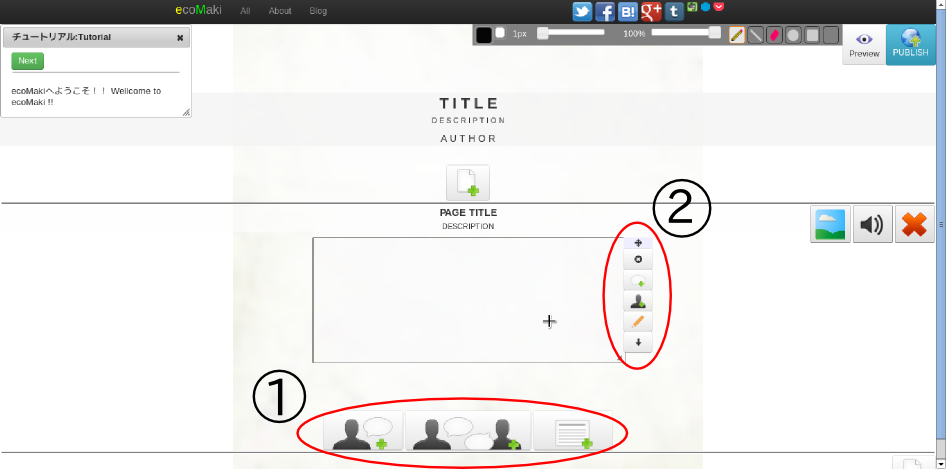 ecoMaki All About Blog
B!
g+
t
チュートリアル:Tutorial
Next
ecoMakiへようこそ！！ Wellcome to
ecoMaki !!
1px
100%
Preview
PUBLISH
TITLE
DESCRIPTION
AUTHOR
PAGE TITLE
DESCRIPTION
②
①